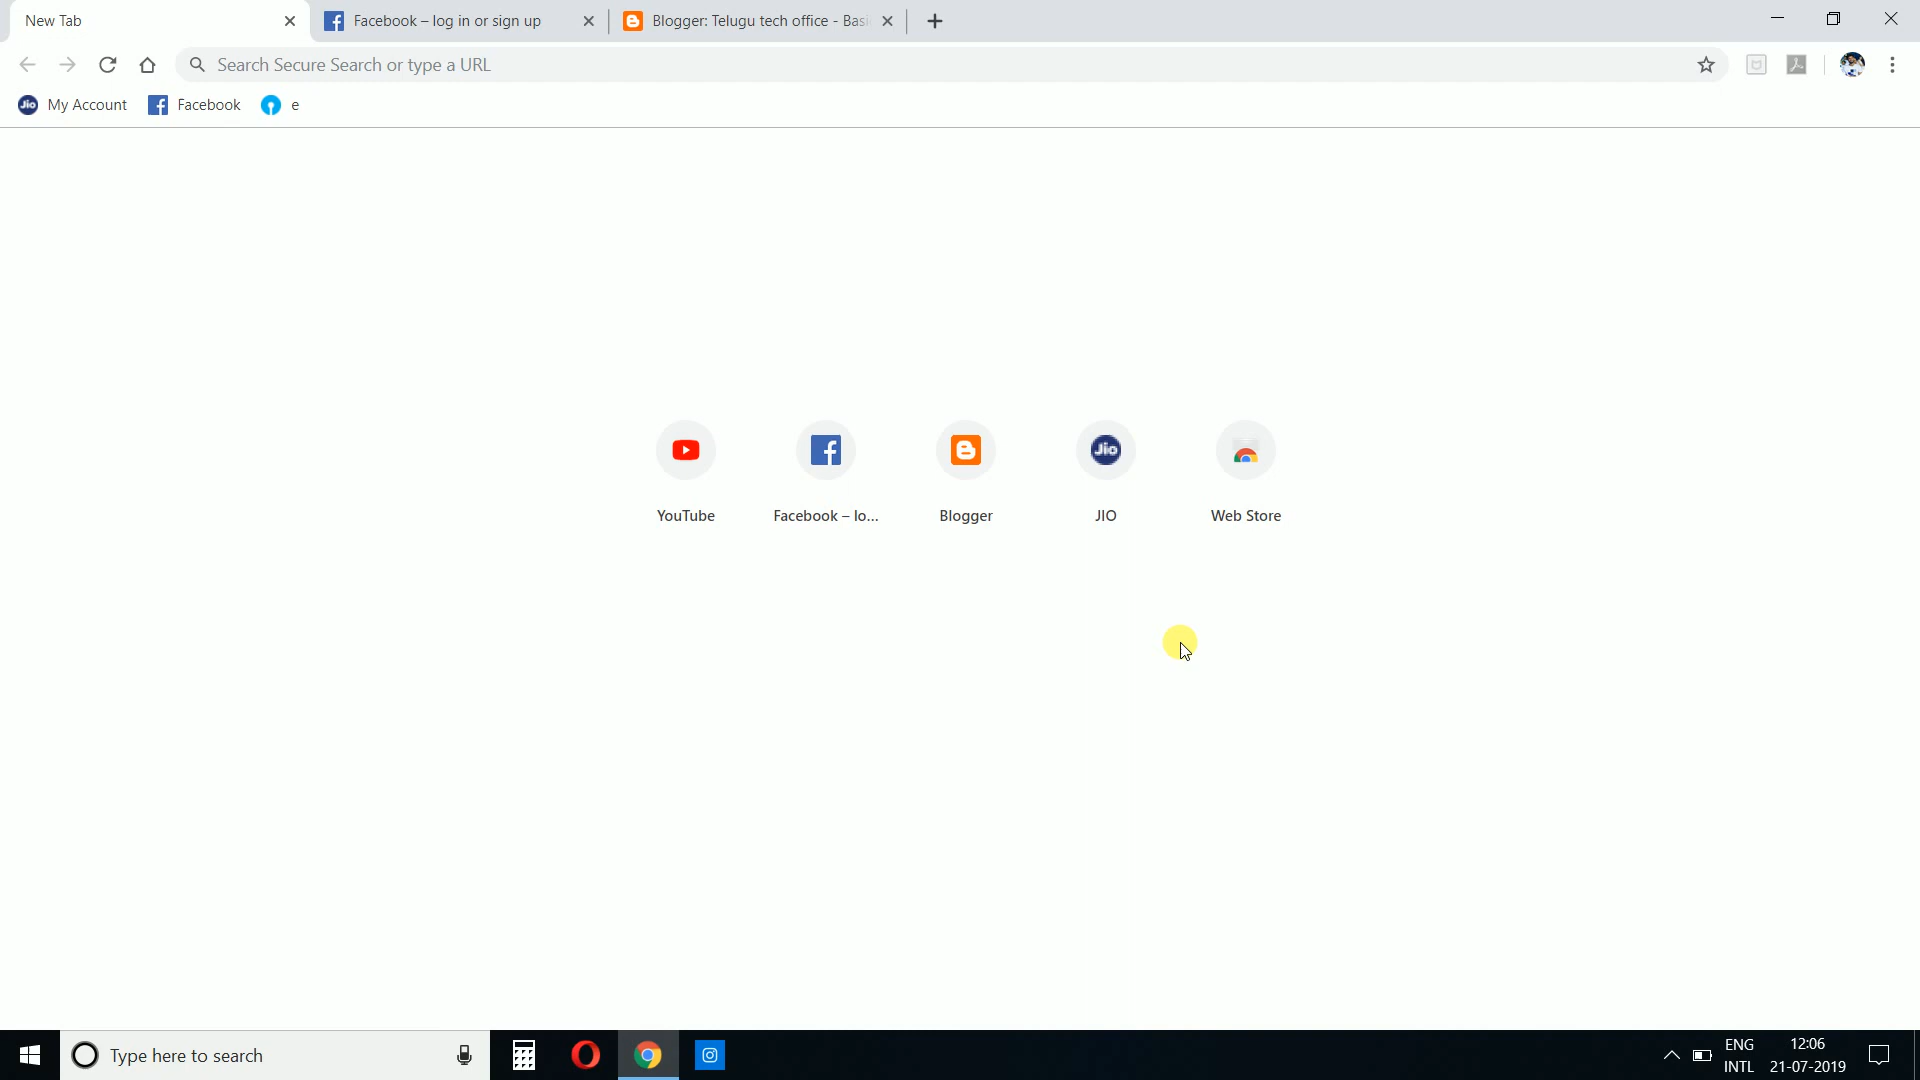 New Tab
Facebook – log in or sign up
Blogger: Telugu tech office - Basi
Search Secure Search or type a URL
Jio My Account
Facebook
e
Jio
YouTube
Facebook – lo...
Blogger
JIO
Web Store
Type here to search
ENG
INTL
12:06
21-07-2019